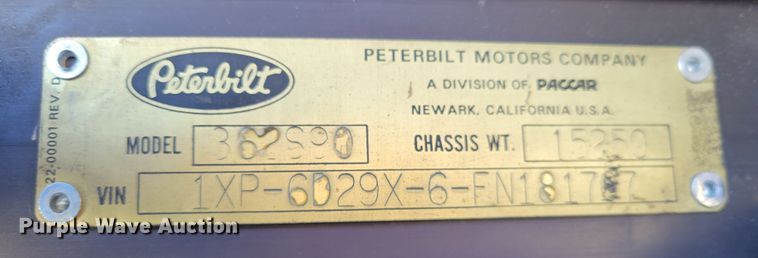 Peterbilt
PETERBILT MOTORS COMPANY
A DIVISION OF PACCAR
NEWARK, CALIFORNIA U.S.A.
22-00001 REV. D
MODEL 362S90 CHASSIS WT. 15250
VIN
Purple Wave Auction